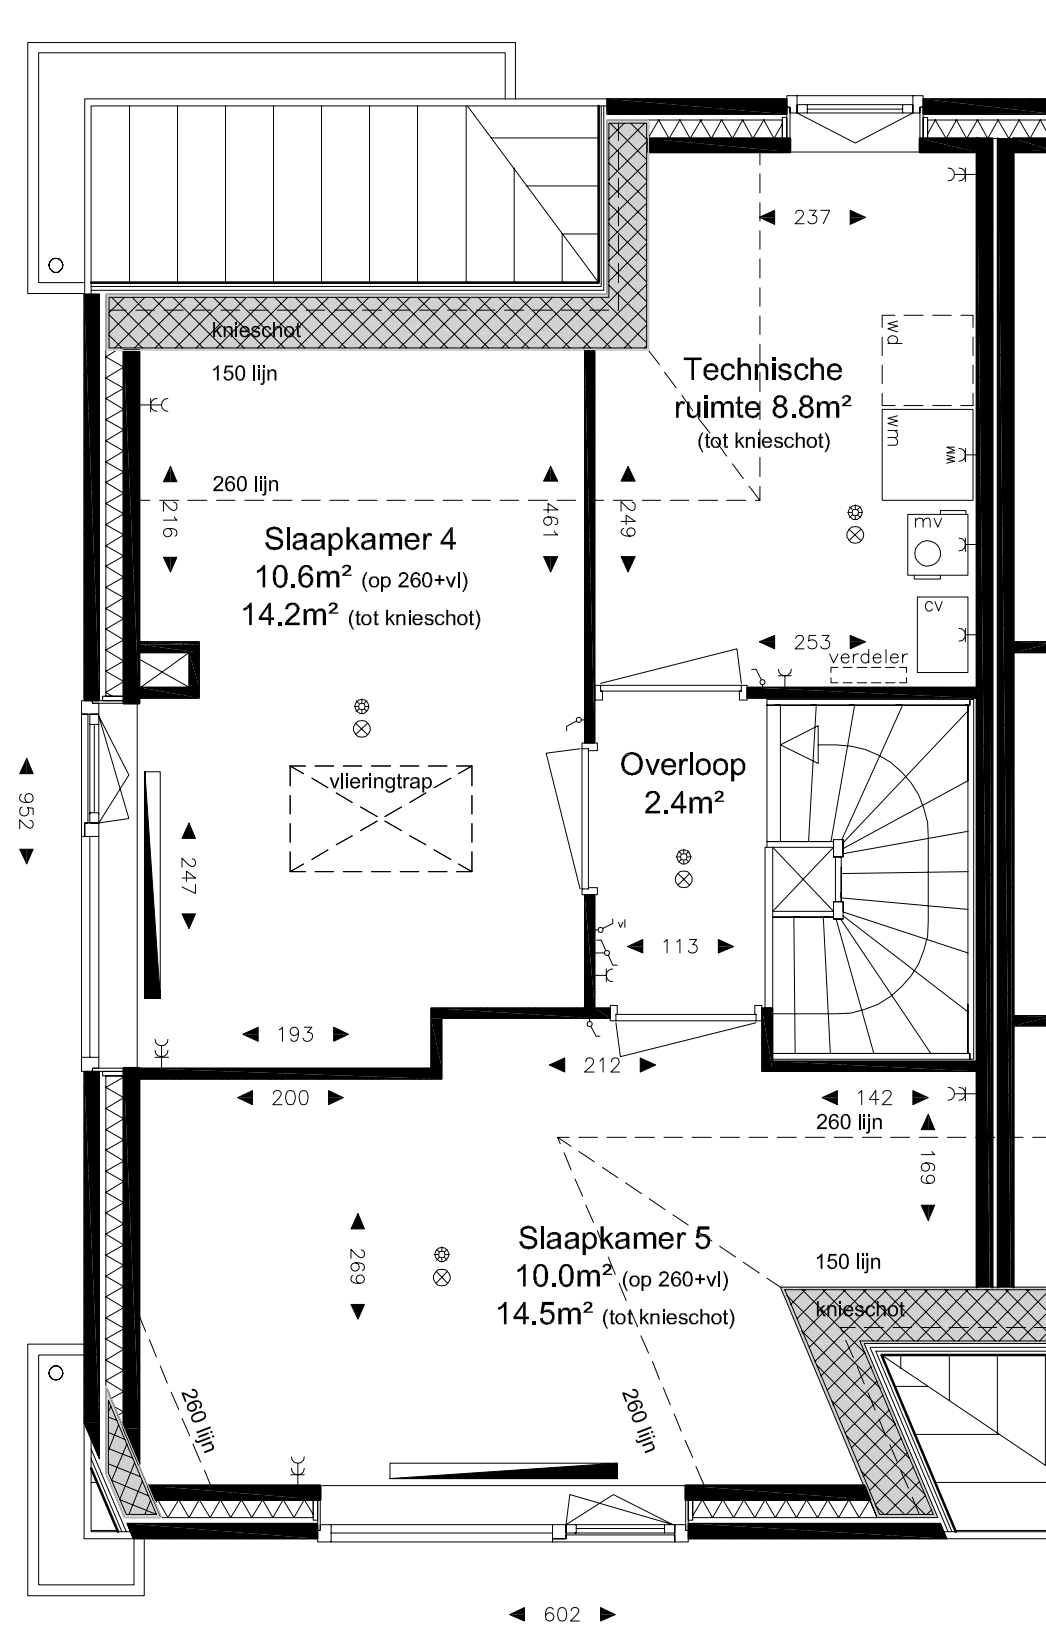 237
knieschot
150 lijn
wd
Technische
ruimte 8.8m²
(tot knieschot)
wm
WM
260 lijn
216
461
249
mv
Slaapkamer 4
10.6m² (op 260+vl)
14.2m² (tot knieschot)
cv
253
verdeler
Overloop
2.4m²
vlieringtrap
952
247
vl
113
193
212
200
142
260 lijn
169
Slaapkamer 5
10.0m² (op 260+vl)
14.5m² (tot knieschot)
269
150 lijn
knieschot
260 lijn
260 lijn
602